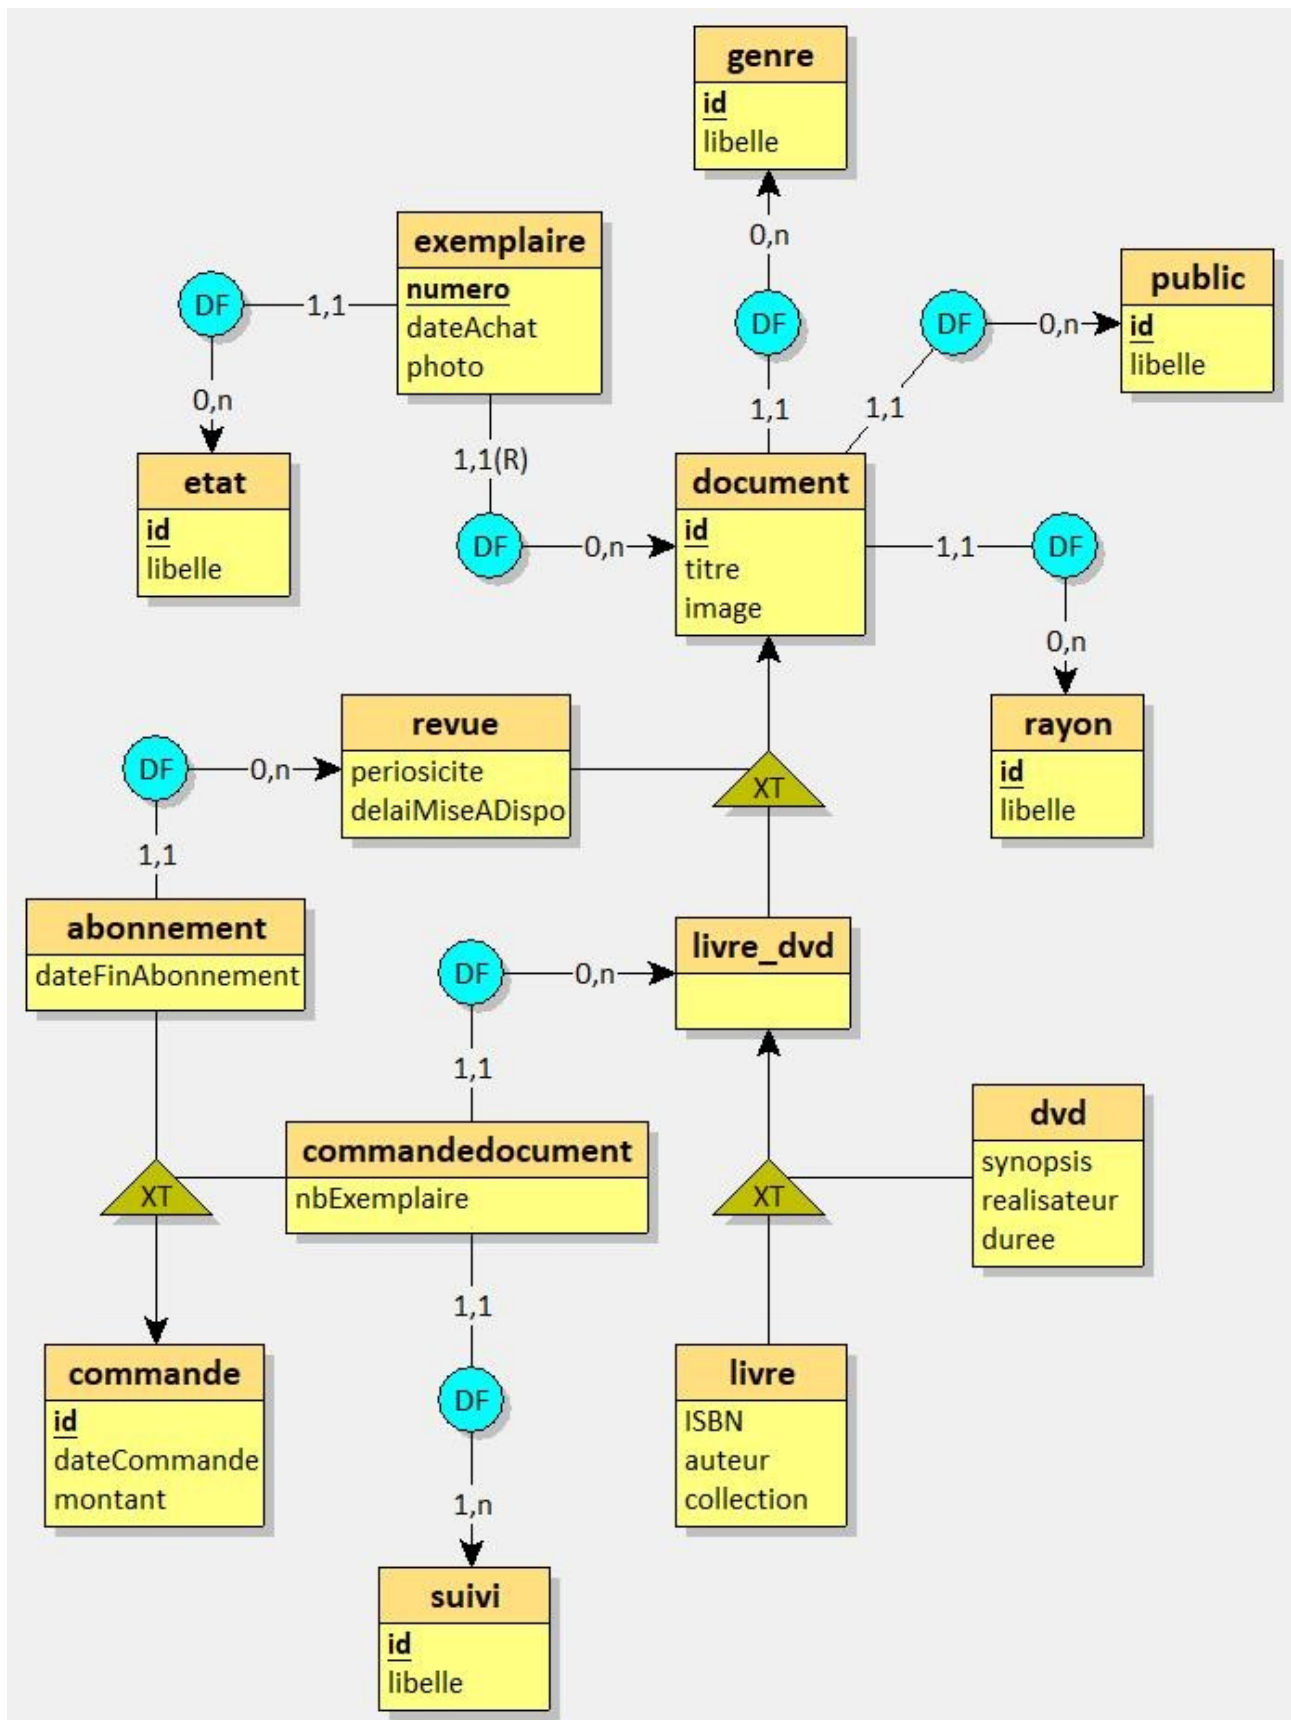 genre
id
libelle
0,n
DF
1,1
exemplaire
numero
dateAchat
photo
DF
1,1
0,n
etat
id
libelle
1,1(R)
DF
0,n
public
id
libelle
DF
0,n
1,1
document
id
titre
image
1,1
DF
0,n
rayon
id
libelle
revue
periosicite
delaiMiseADispo
DF
0,n
1,1
XT
abonnement
dateFinAbonnement
livre_dvd
DF
0,n
1,1
commandedocument
nbExemplaire
XT
dvd
synopsis
realisateur
duree
XT
commande
id
dateCommande
montant
1,1
DF
1,n
livre
ISBN
auteur
collection
suivi
id
libelle